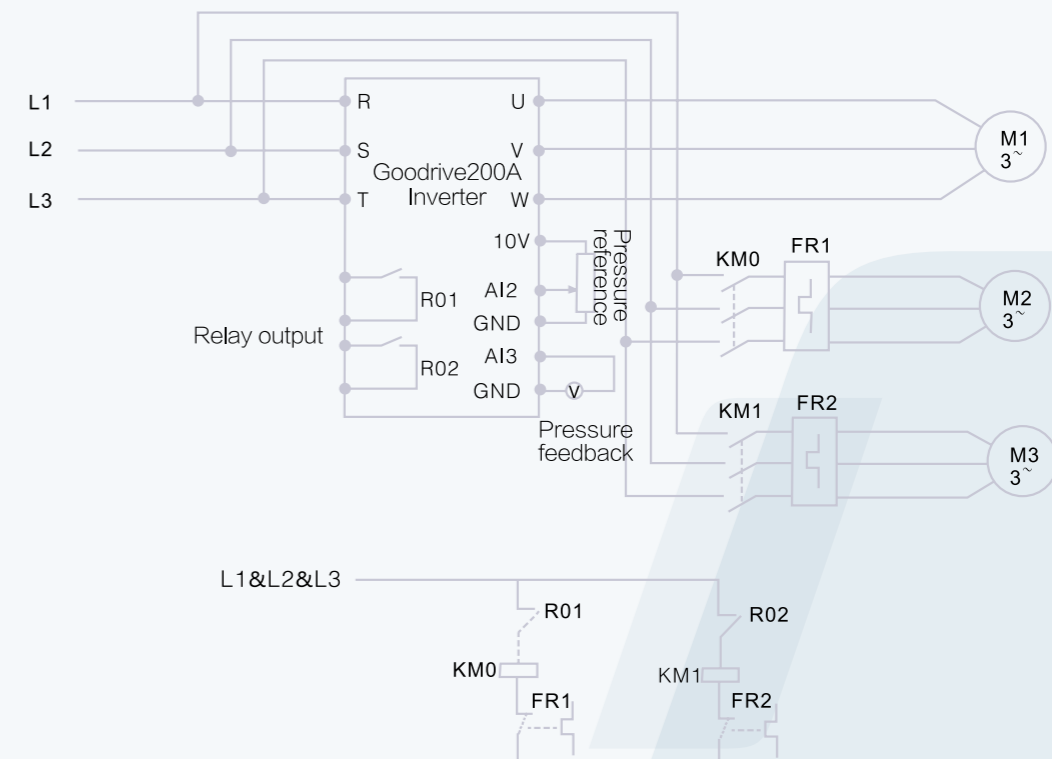 L1
R
U
M1
3~
L2
S
V
Goodrive200A
L3
T
Inverter
W
10V
Pressure
reference
KM0
FR1
AI2
R01
M2
3~
GND
Relay output
AI3
R02
GND
V
KM1
FR2
Pressure
feedback
M3
3~
L1&L2&L3
R01
R02
KM0
KM1
FR1
FR2